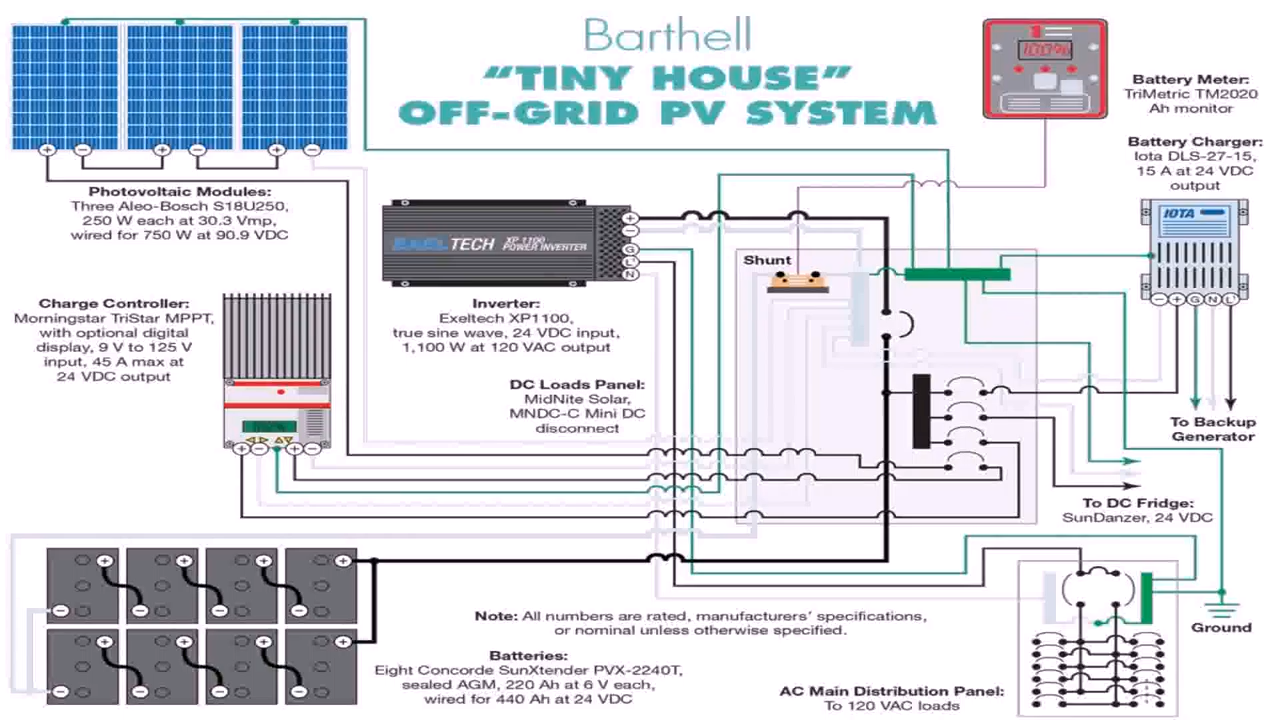 Barthell
“TINY HOUSE”
OFF-GRID PV SYSTEM
100%
Battery Meter:
TriMetric TM2020
Ah monitor
Battery Charger:
Iota DLS-27-15,
15 A at 24 VDC
output
IOTA
− + G N L
To Backup
Generator
+ − + − + −
Photovoltaic Modules:
Three Aleo-Bosch S18U250,
250 W each at 30.3 Vmp,
wired for 750 W at 90.9 VDC
EXELTECH XP 1100
POWER INVERTER
+
−
G
L
N
Inverter:
Exeltech XP1100,
true sine wave, 24 VDC input,
1,100 W at 120 VAC output
Shunt
Charge Controller:
Morningstar TriStar MPPT,
with optional digital
display, 9 V to 125 V
input, 45 A max at
24 VDC output
+ − + −
DC Loads Panel:
MidNite Solar,
MNDC-C Mini DC
disconnect
To DC Fridge:
SunDanzer, 24 VDC
+ + + +
− − − −
+ + + +
− − − −
Note: All numbers are rated, manufacturers’ specifications,
or nominal unless otherwise specified.
Batteries:
Eight Concorde SunXtender PVX-2240T,
sealed AGM, 220 Ah at 6 V each,
wired for 440 Ah at 24 VDC
Ground
AC Main Distribution Panel:
To 120 VAC loads